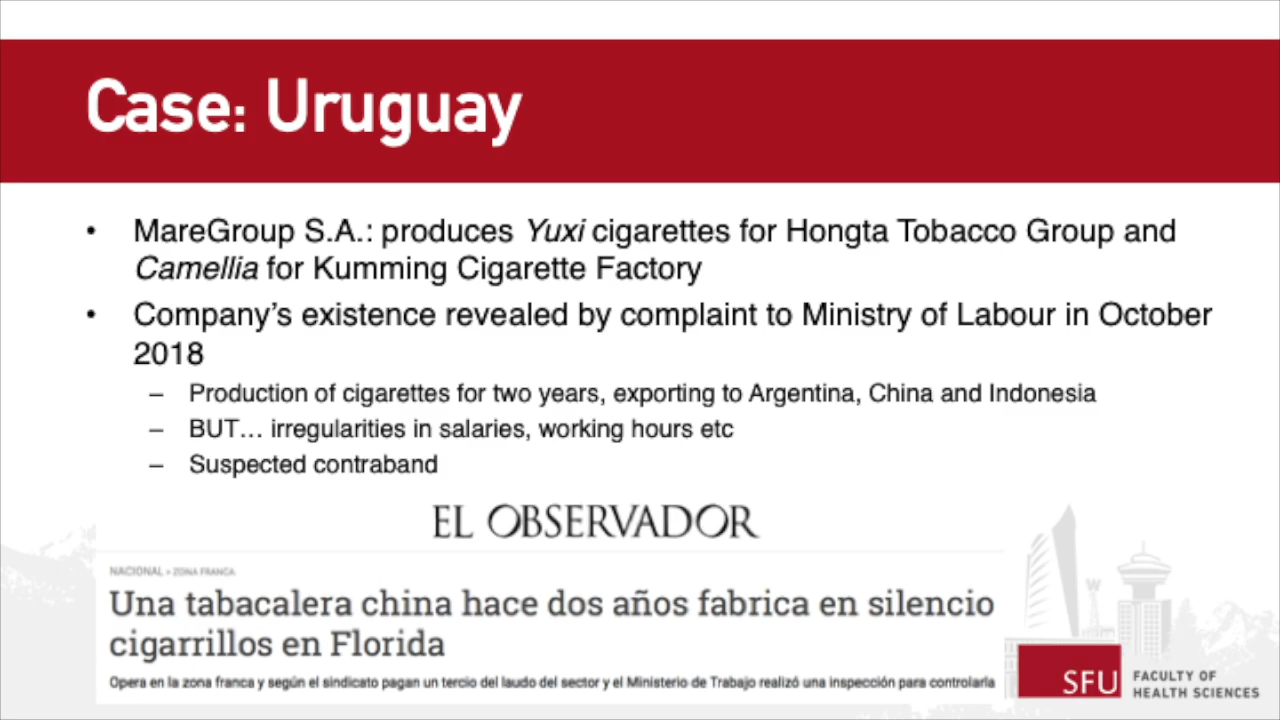 Case: Uruguay
• MareGroup S.A.: produces Yuxi cigarettes for Hongta Tobacco Group and
Camellia for Kumming Cigarette Factory
• Company's existence revealed by complaint to Ministry of Labour in October
2018
– Production of cigarettes for two years, exporting to Argentina, China and Indonesia
– BUT… irregularities in salaries, working hours etc
– Suspected contraband
EL OBSERVADOR
NACIONAL > ZONA FRANCA
Una tabacalera china hace dos años fabrica en silencio
cigarrillos en Florida
Opera en la zona franca y según el sindicato pagan un tercio del laudo del sector y el Ministerio de Trabajo realizó una inspección para controlarla
SFU
FACULTY OF
HEALTH SCIENCES